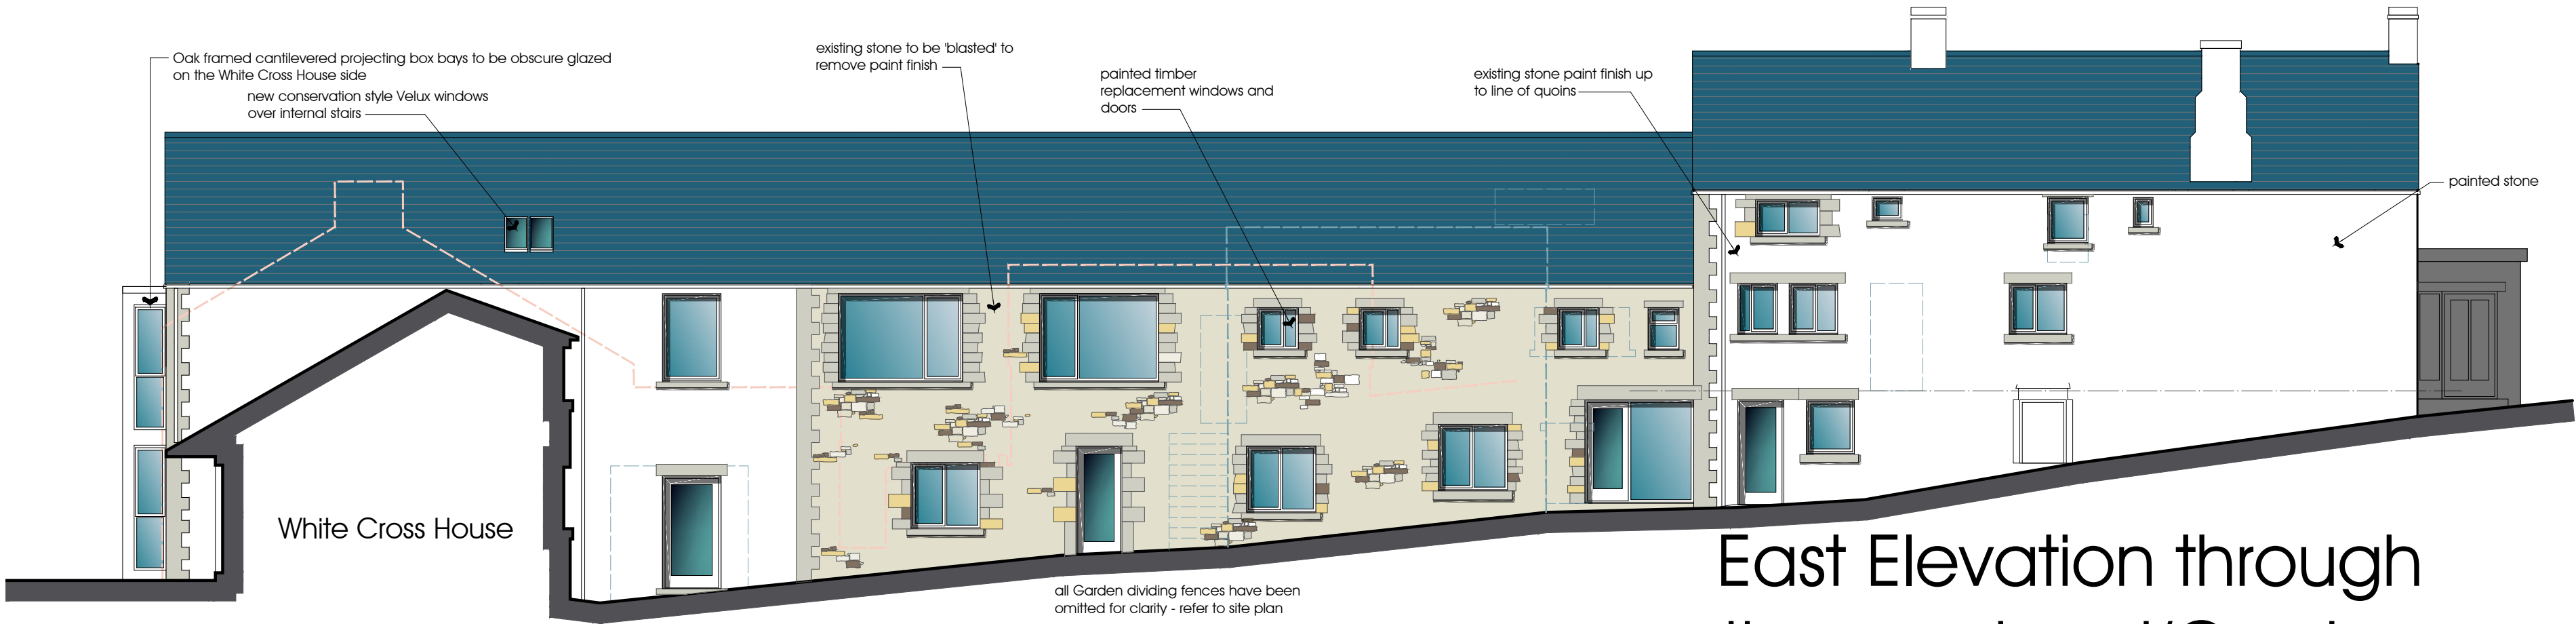 Oak framed cantilevered projecting box bays to be obscure glazed
on the White Cross House side
new conservation style Velux windows
over internal stairs
existing stone to be 'blasted' to
remove paint finish
painted timber
replacement windows and
doors
existing stone paint finish up
to line of quoins
painted stone
White Cross House
all Garden dividing fences have been
omitted for clarity - refer to site plan
East Elevation through